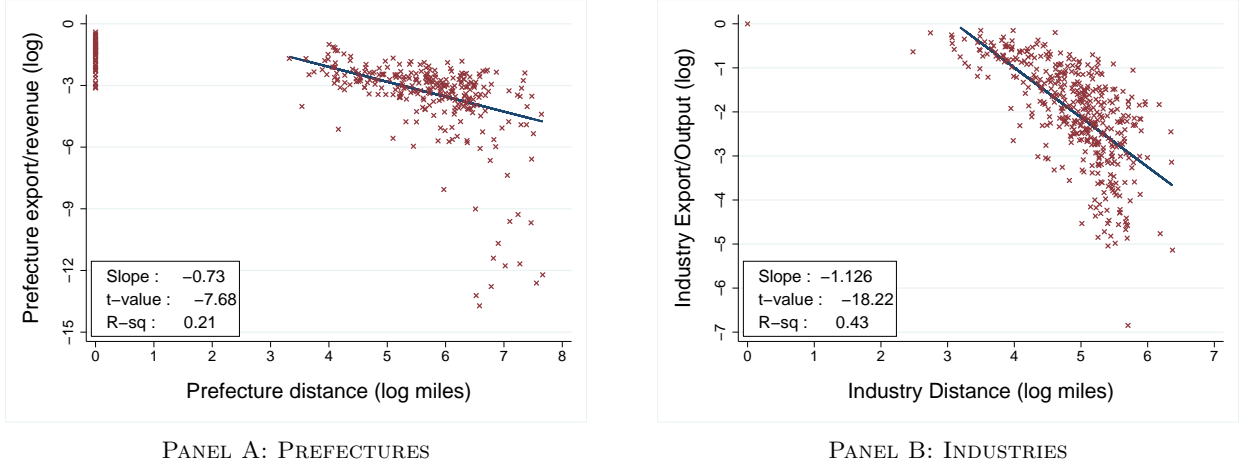 Prefecture export/revenue (log)
0
−3
−6
−9
−12
−15
Slope : −0.73
t−value : −7.68
R−sq : 0.21
0 1 2 3 4 5 6 7 8
Prefecture distance (log miles)
PANEL A: PREFECTURES
Industry Export/Output (log)
0
−1
−2
−3
−4
−5
−6
−7
Slope : −1.126
t−value : −18.22
R−sq : 0.43
0 1 2 3 4 5 6 7
Industry Distance (log miles)
PANEL B: INDUSTRIES